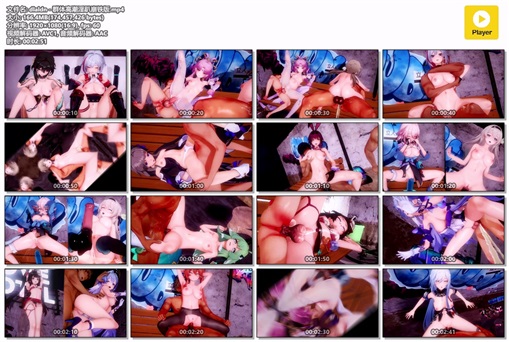 文件名: dbaidn--群体高潮淫趴崩铁版.mp4
大小: 166.4MB(174,457,426 bytes)
分辨率: 1920×1080(16:9), fps: 60
视频解码器: AVC1, 音频解码器: AAC
时长: 00:02:51
Player
00:00:10 00:00:20 00:00:30 00:00:40
00:00:50 00:01:00 00:01:10 00:01:20
00:01:30 00:01:40 00:01:50 00:02:00
00:02:10 00:02:20 00:02:30 00:02:41